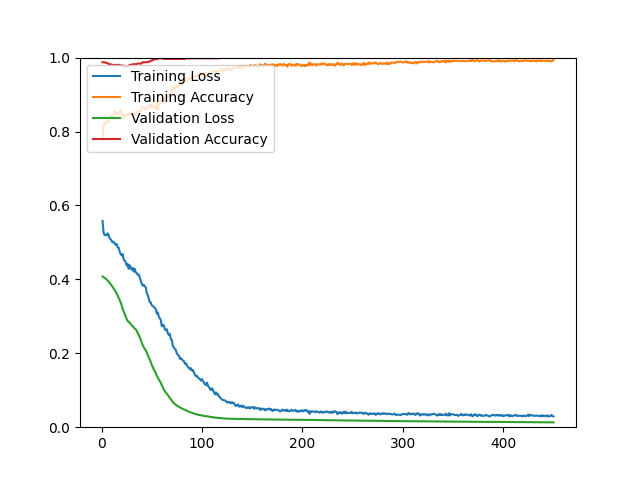 1.0
0.8
0.6
0.4
0.2
0.0
0 100 200 300 400
Training Loss
Training Accuracy
Validation Loss
Validation Accuracy